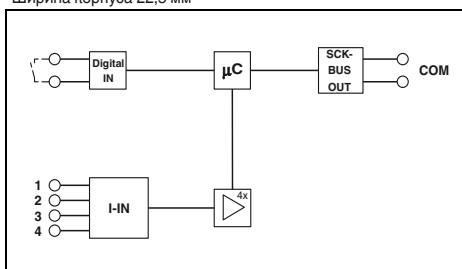 Ширина корпуса 22,5 мм
Digital
IN
µC
SCK-
BUS
OUT
COM
1
2
3
4
I-IN
4x